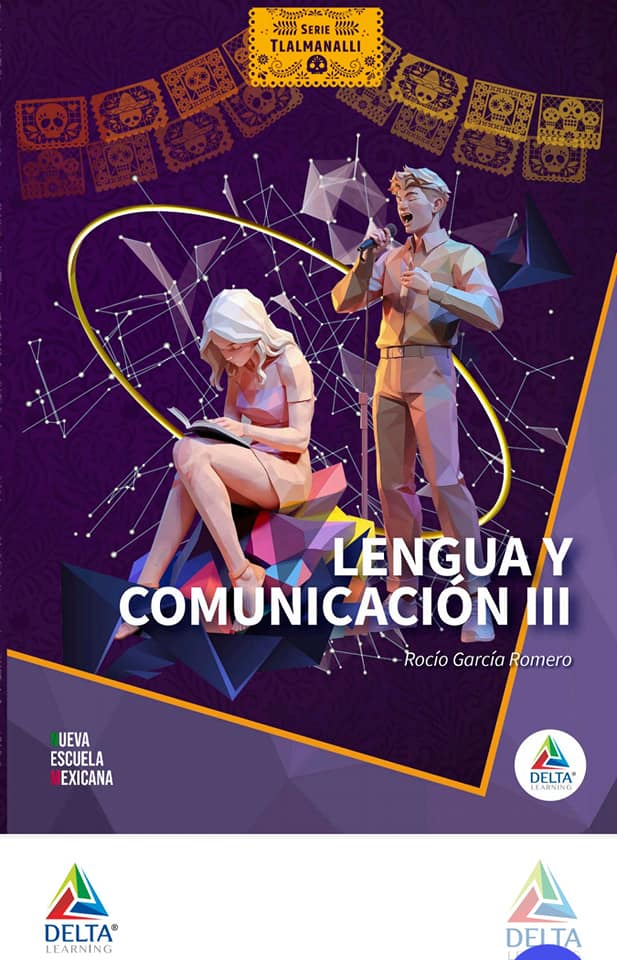 SERIE
TLALMANALLI
LENGUA Y
COMUNICACIÓN III
Rocío García Romero
NUEVA
ESCUELA
MEXICANA
DELTA®
LEARNING
DELTA®
LEARNING
DELTA®